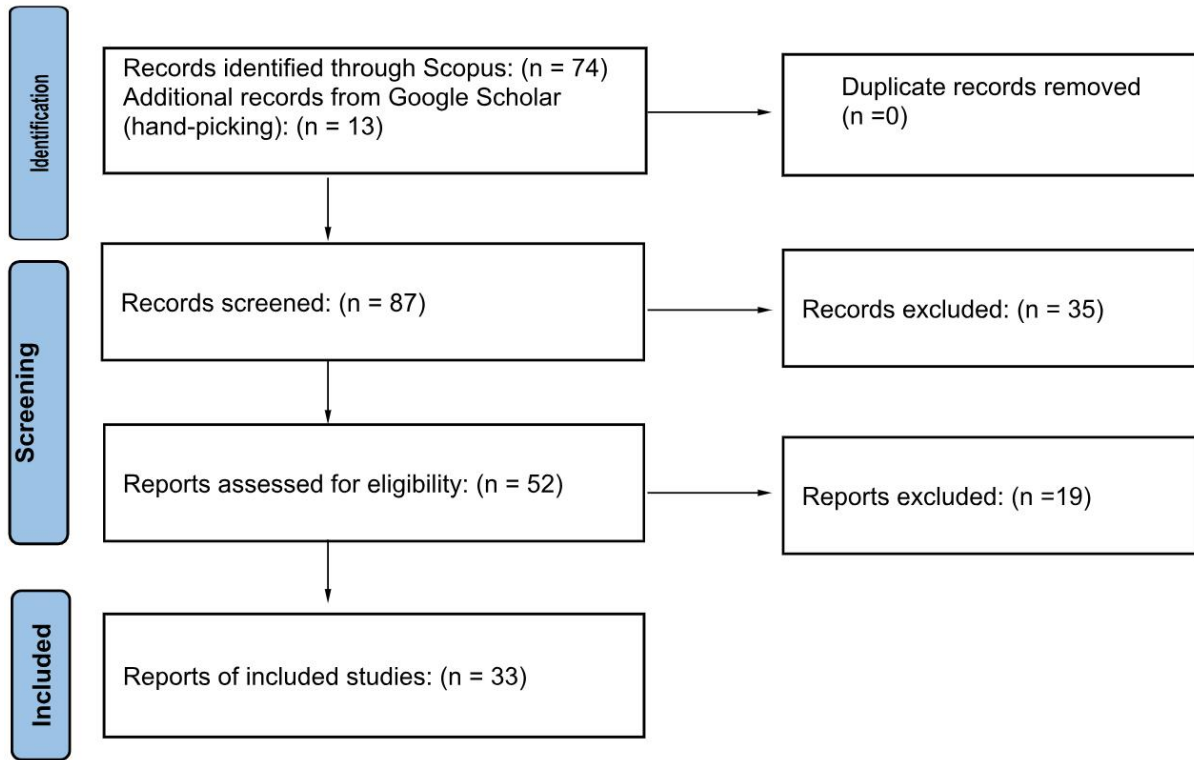 Identification
Records identified through Scopus: (n = 74)
Additional records from Google Scholar
(hand-picking): (n = 13)
Duplicate records removed
(n =0)
Screening
Records screened: (n = 87)
Records excluded: (n = 35)
Reports assessed for eligibility: (n = 52)
Reports excluded: (n =19)
Included
Reports of included studies: (n = 33)